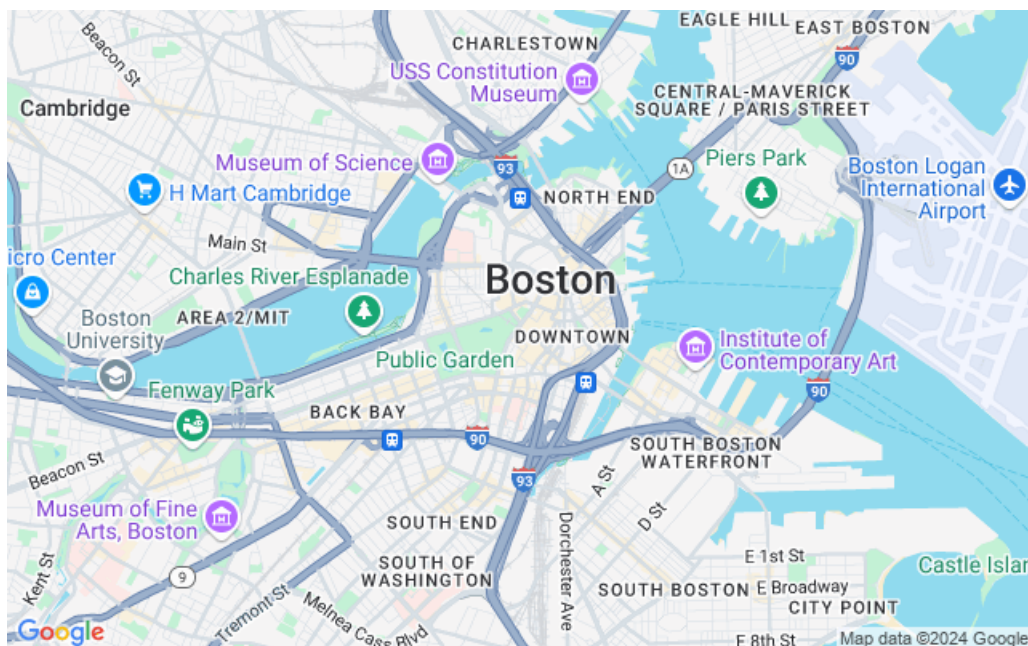 EAGLE HILL
EAST BOSTON
Beacon St
CHARLESTOWN
90
USS Constitution
Museum
CENTRAL-MAVERICK
SQUARE / PARIS STREET
Cambridge
Museum of Science
93
1A
Piers Park
Boston Logan
International
Airport
H Mart Cambridge
NORTH END
Main St
icro Center
Charles River Esplanade
Boston
Boston
University
AREA 2/MIT
DOWNTOWN
Institute of
Contemporary Art
Public Garden
Fenway Park
90
BACK BAY
90
SOUTH BOSTON
WATERFRONT
Beacon St
93
A St
Museum of Fine
Arts, Boston
SOUTH END
D St
Dorchester Ave
E 1st St
Castle Islan
Kent St
9
SOUTH OF
WASHINGTON
SOUTH BOSTON
E Broadway
CITY POINT
Tremont St
Melnea Cass Blvd
E 8th St
Google
Map data ©2024 Google